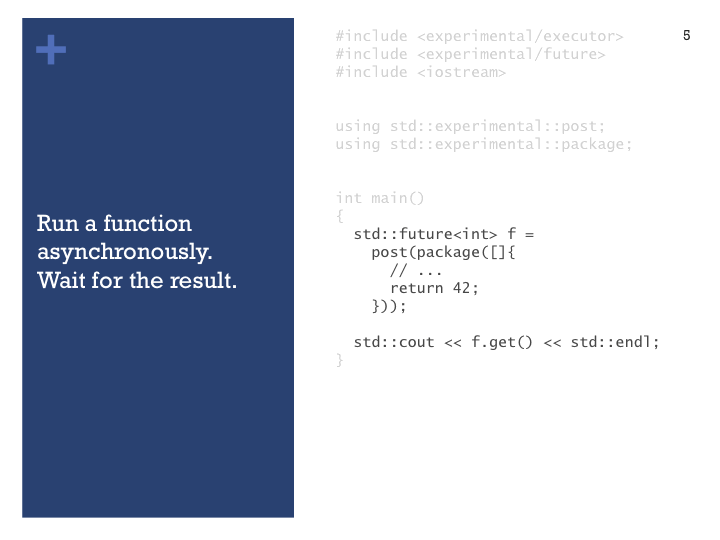 +
Run a function
asynchronously.
Wait for the result.
5
#include <experimental/executor>
#include <experimental/future>
#include <iostream>
using std::experimental::post;
using std::experimental::package;
int main()
{
  std::future<int> f =
    post(package([]{
      // ...
      return 42;
    }));
  std::cout << f.get() << std::endl;
}